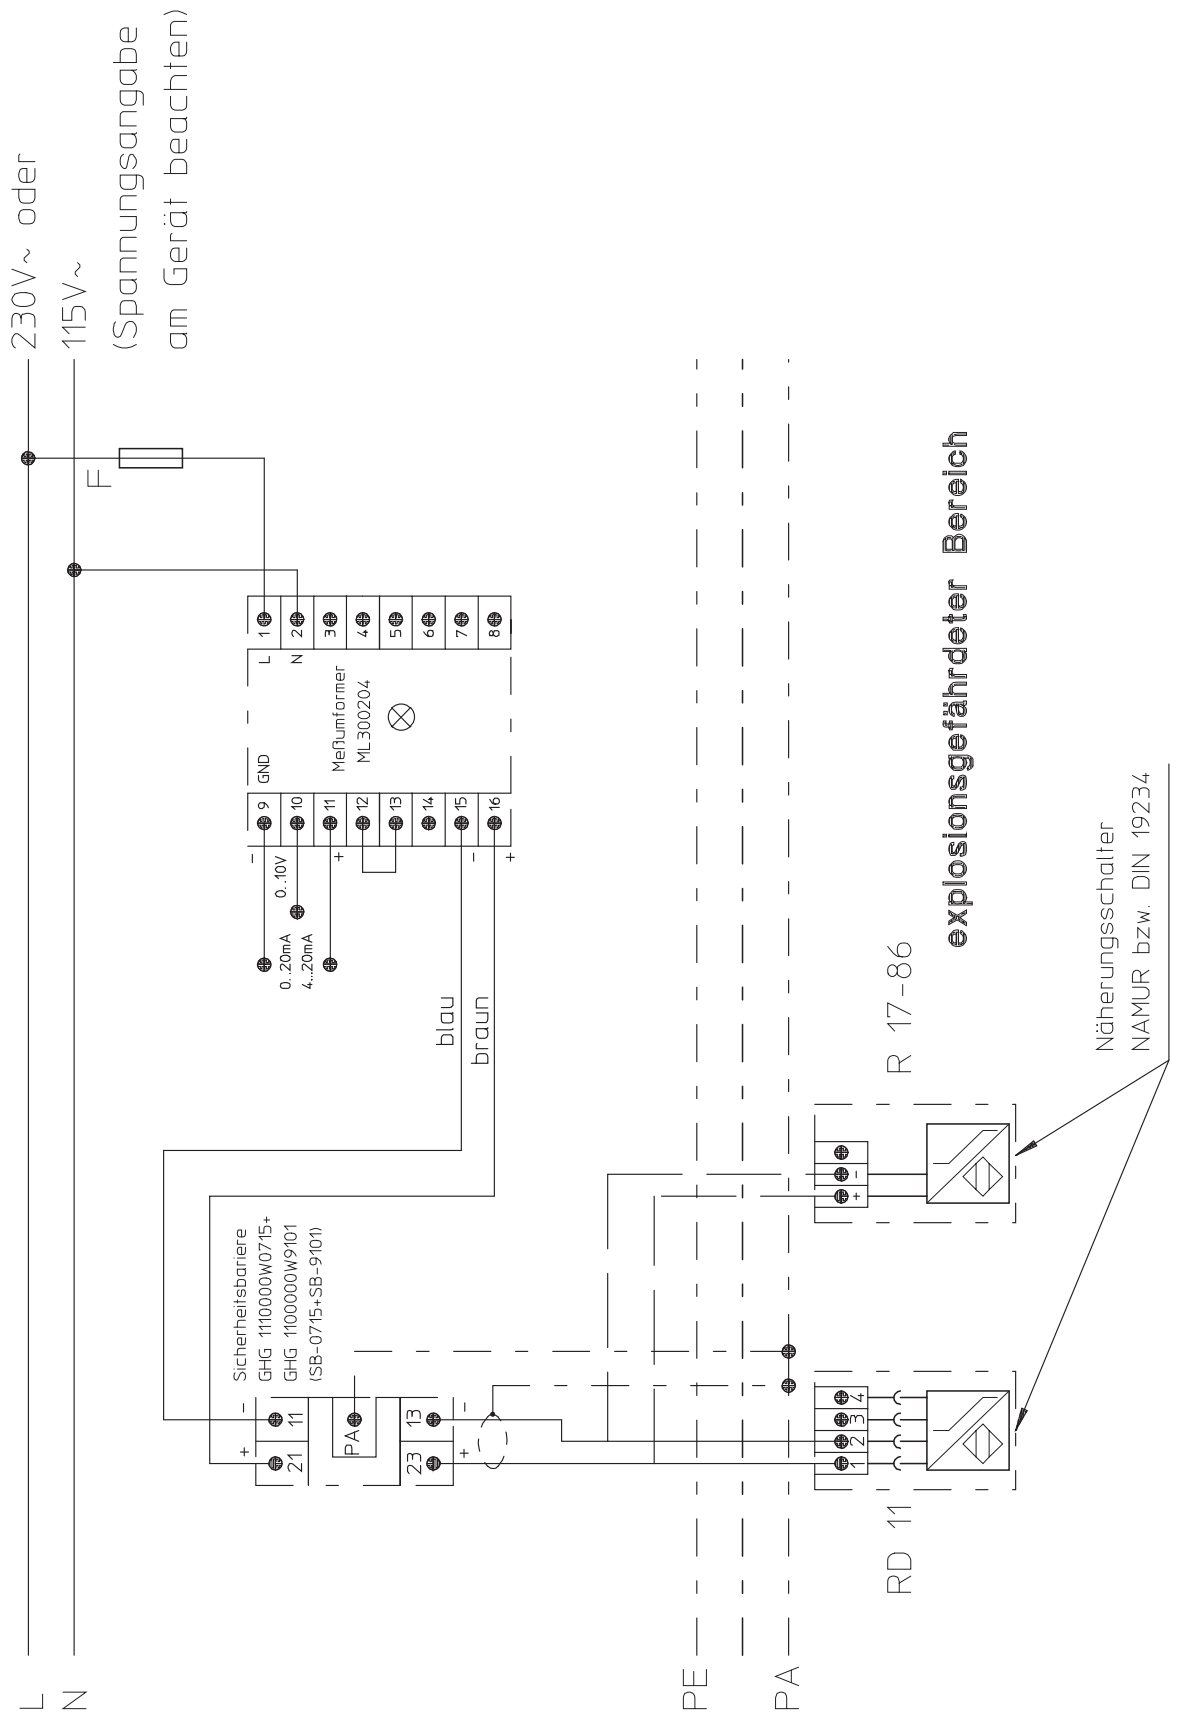 L
N
230V~ oder
115V~
(Spannungsangabe
am Gerät beachten)
F
Sicherheitsbariere
GHG 1110000W0715+
GHG 1100000W9101
(SB-0715+SB-9101)
+ -
21 11
PA
23 13
+ -
blau
braun
0..20mA
4...20mA
0..10V
-
+
-
+
9
10
11
12
13
14
15
16
GND
Meßumformer
ML300204
L
N
1
2
3
4
5
6
7
8
PE
PA
RD 11
1 2 3 4
R 17-86
+ -
explosionsgefährdeter Bereich
Näherungsschalter
NAMUR bzw. DIN 19234